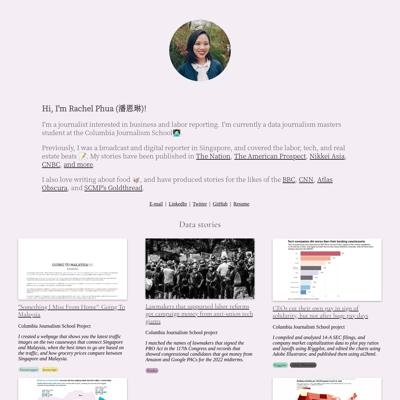 Hi, I'm Rachel Phua (潘恩琳)!
I'm a journalist interested in business and labor reporting. I'm currently a data journalism masters
student at the Columbia Journalism School
Previously, I was a broadcast and digital reporter in Singapore, and covered the labor, tech, and real
estate beats. My stories have been published in The Nation, The American Prospect, Nikkei Asia,
CNBC, and more.
I also love writing about food, and have produced stories for the likes of the BBC, CNN, Atlas
Obscura, and SCMP's Goldthread.
E-mail | LinkedIn | Twitter | GitHub | Resume
Data stories
GOING TO MALAYSIA
"Something I Miss From Home": Going To
Malaysia
Columbia Journalism School Project
I created a webpage that shows you the latest traffic
images on the two causeways that connect Singapore
and Malaysia, when the best times to go are based on
the traffic, and how grocery prices compare between
Singapore and Malaysia.
Lawmakers that supported labor reforms
got campaign money from anti-union tech
giants
Columbia Journalism School project
I matched the names of lawmakers that signed the
PRO Act in the 117th Congress and records that
showed congressional candidates that got money from
Amazon and Google PACs for the 2022 midterms.
CEOs cut their own pay in sign of
solidarity, but not after huge pay days
Columbia Journalism School project
I compiled and analyzed 14-A SEC filings, and
company market capitalization data to plot pay ratios
and layoffs using R/ggplot, and edited the charts using
Adobe Illustrator, and published them using ai2html.